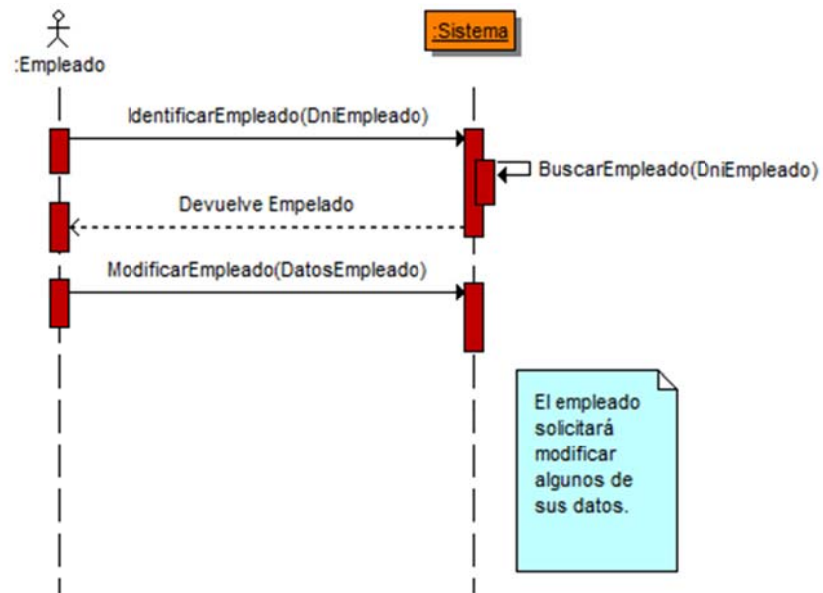 :Empleado
:Sistema
IdentificarEmpleado(DniEmpleado)
BuscarEmpleado(DniEmpleado)
Devuelve Empelado
ModificarEmpleado(DatosEmpleado)
El empleado
solicitará
modificar
algunos de
sus datos.